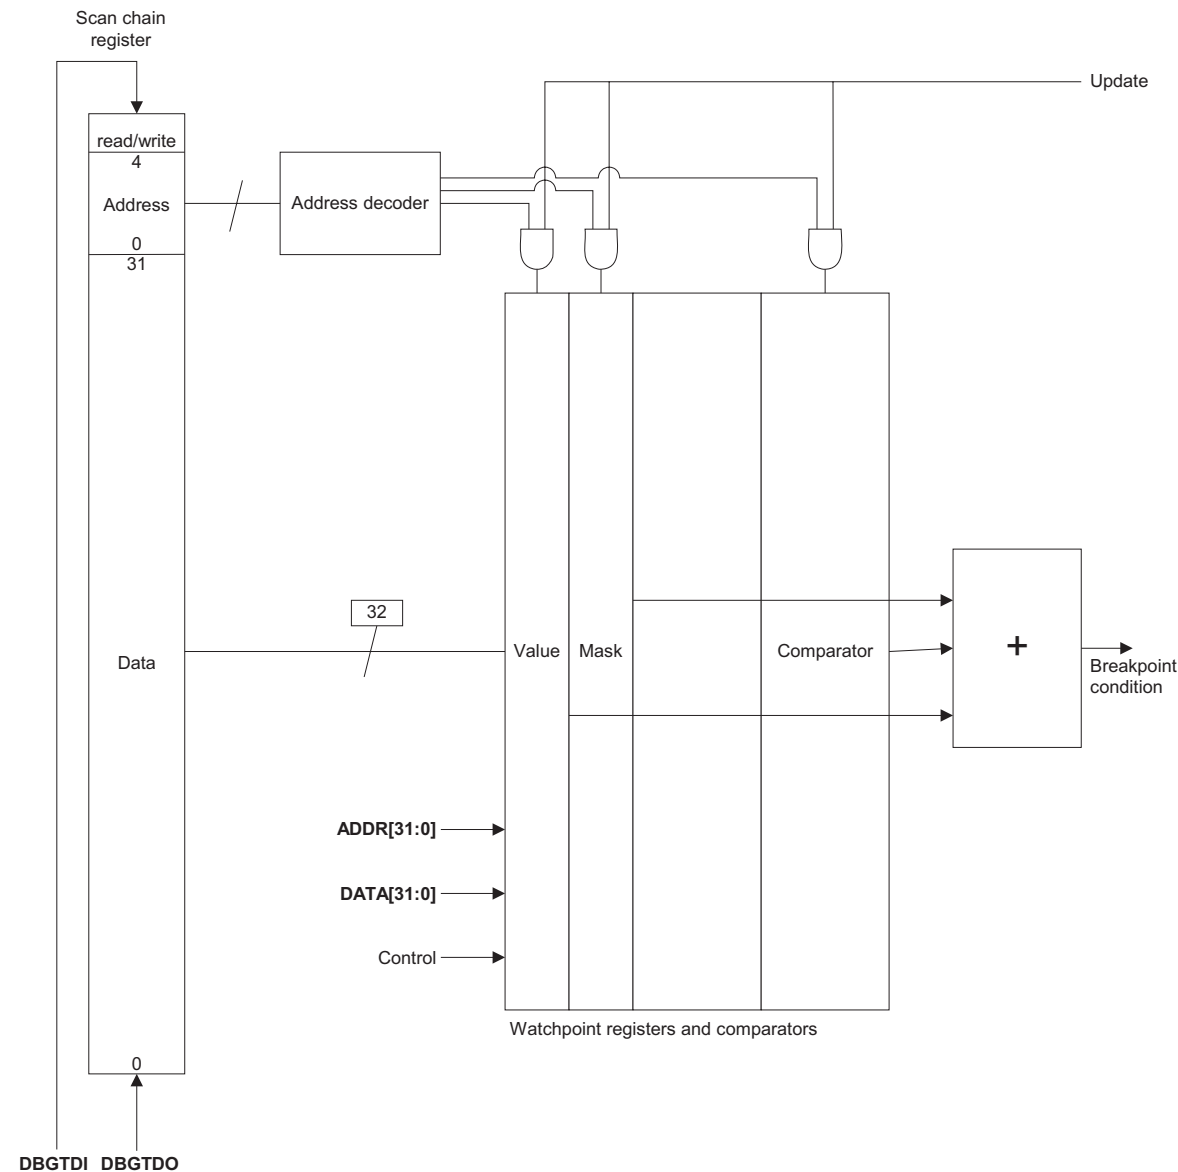 Scan chain
register
Update
read/write
4
Address
Address decoder
0
31
32
Data
Value
Mask
Comparator
+
Breakpoint
condition
ADDR[31:0]
DATA[31:0]
Control
Watchpoint registers and comparators
0
DBGTDI DBGTDO